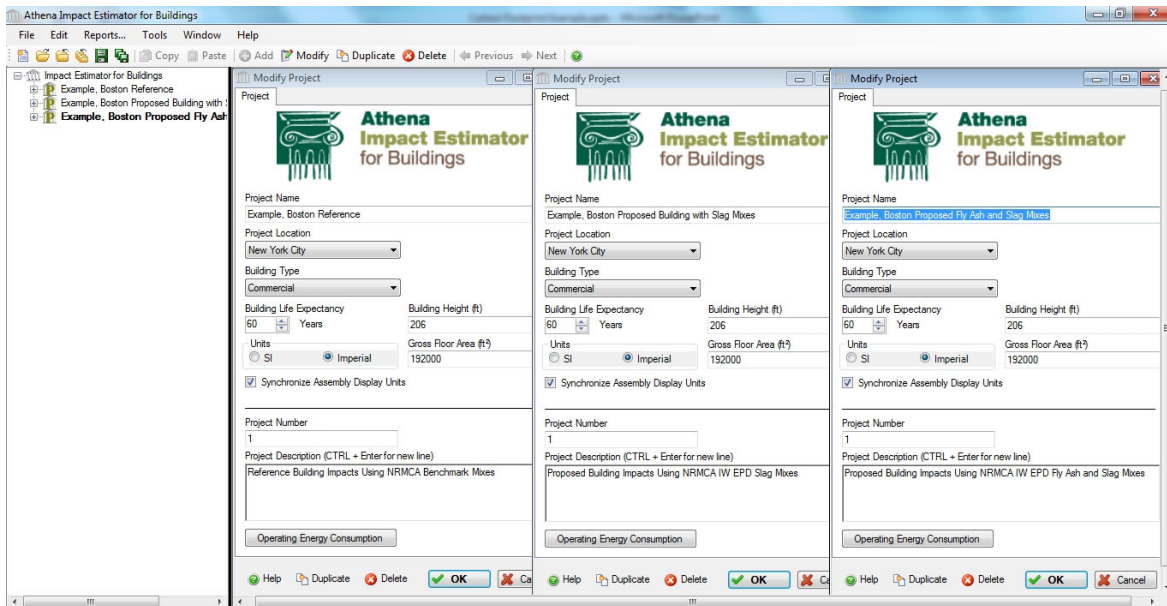 Athena Impact Estimator for Buildings
File Edit Reports... Tools Window Help
Copy Paste Add Modify Duplicate Delete Previous Next
Impact Estimator for Buildings
Example, Boston Reference
Example, Boston Proposed Building with
Example, Boston Proposed Fly Ash
Modify Project
Project
Athena
Impact Estimator
for Buildings
Project Name
Example, Boston Reference
Project Location
New York City
Building Type
Commercial
Building Life Expectancy Building Height (ft)
60 Years 206
Units Gross Floor Area (ft²)
SI Imperial 192000
Synchronize Assembly Display Units
Project Number
1
Project Description (CTRL + Enter for new line)
Reference Building Impacts Using NRMCA Benchmark Mixes
Operating Energy Consumption
Help Duplicate Delete OK Ca
Modify Project
Project
Athena
Impact Estimator
for Buildings
Project Name
Example, Boston Proposed Building with Slag Mixes
Project Location
New York City
Building Type
Commercial
Building Life Expectancy Building Height (ft)
60 Years 206
Units Gross Floor Area (ft²)
SI Imperial 192000
Synchronize Assembly Display Units
Project Number
1
Project Description (CTRL + Enter for new line)
Proposed Building Impacts Using NRMCA IW EPD Slag Mixes
Operating Energy Consumption
Help Duplicate Delete OK Ca
Modify Project
Project
Athena
Impact Estimator
for Buildings
Project Name
Example, Boston Proposed Fly Ash and Slag Mixes
Project Location
New York City
Building Type
Commercial
Building Life Expectancy Building Height (ft)
60 Years 206
Units Gross Floor Area (ft²)
SI Imperial 192000
Synchronize Assembly Display Units
Project Number
1
Project Description (CTRL + Enter for new line)
Proposed Building Impacts Using NRMCA IW EPD Fly Ash and Slag Mixes
Operating Energy Consumption
Help Duplicate Delete OK Cancel